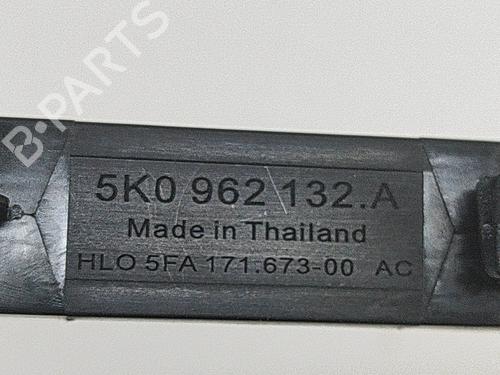 B-PARTS
5K0 962 132.A
Made in Thailand
HLO 5FA 171.673-00 AC